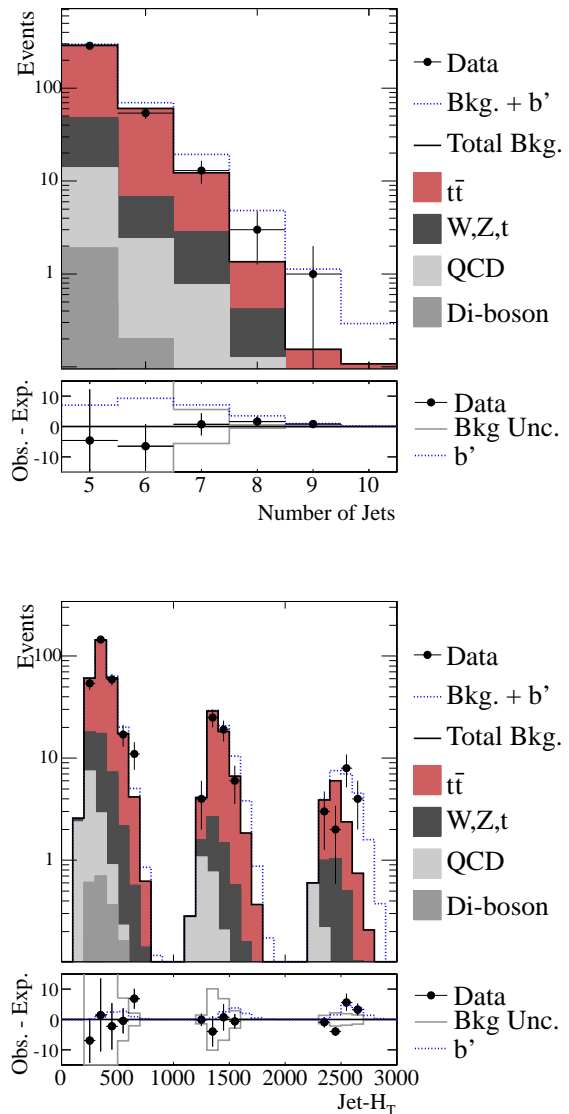 Events
100
10
1
Data
Bkg. + b’
Total Bkg.
tt̄
W,Z,t
QCD
Di-boson
Obs. - Exp.
10
0
-10
Data
Bkg Unc.
b’
5 6 7 8 9 10
Number of Jets
Events
100
10
1
Data
Bkg. + b’
Total Bkg.
tt̄
W,Z,t
QCD
Di-boson
Obs. - Exp.
10
0
-10
Data
Bkg Unc.
b’
0 500 1000 1500 2000 2500 3000
Jet-H_T